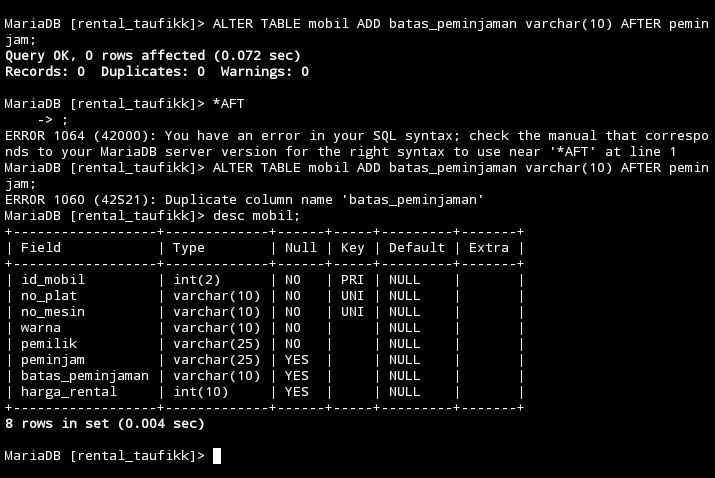 MariaDB [rental_taufikk]> ALTER TABLE mobil ADD batas_peminjaman varchar(10) AFTER pemin
jam;
Query OK, 0 rows affected (0.072 sec)
Records: 0  Duplicates: 0  Warnings: 0

MariaDB [rental_taufikk]> *AFT
    -> ;
ERROR 1064 (42000): You have an error in your SQL syntax; check the manual that correspo
nds to your MariaDB server version for the right syntax to use near '*AFT' at line 1
MariaDB [rental_taufikk]> ALTER TABLE mobil ADD batas_peminjaman varchar(10) AFTER pemin
jam;
ERROR 1060 (42S21): Duplicate column name 'batas_peminjaman'
MariaDB [rental_taufikk]> desc mobil;
+------------------+-------------+------+-----+---------+-------+
| Field            | Type        | Null | Key | Default | Extra |
+------------------+-------------+------+-----+---------+-------+
| id_mobil         | int(2)      | NO   | PRI | NULL    |       |
| no_plat          | varchar(10) | NO   | UNI | NULL    |       |
| no_mesin         | varchar(10) | NO   | UNI | NULL    |       |
| warna            | varchar(10) | NO   |     | NULL    |       |
| pemilik          | varchar(25) | NO   |     | NULL    |       |
| peminjam         | varchar(25) | YES  |     | NULL    |       |
| batas_peminjaman | varchar(10) | YES  |     | NULL    |       |
| harga_rental     | int(10)     | YES  |     | NULL    |       |
+------------------+-------------+------+-----+---------+-------+
8 rows in set (0.004 sec)

MariaDB [rental_taufikk]>